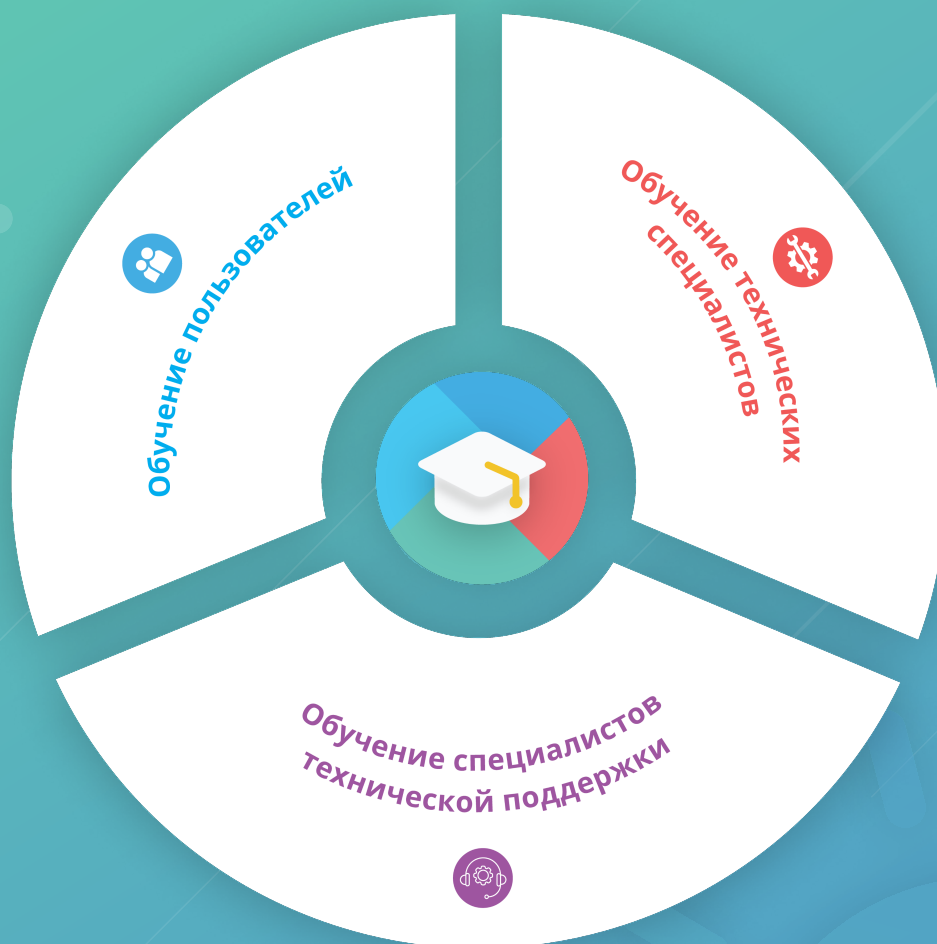 Обучение пользователей
Обучение технических
специалистов
Обучение специалистов
технической поддержки